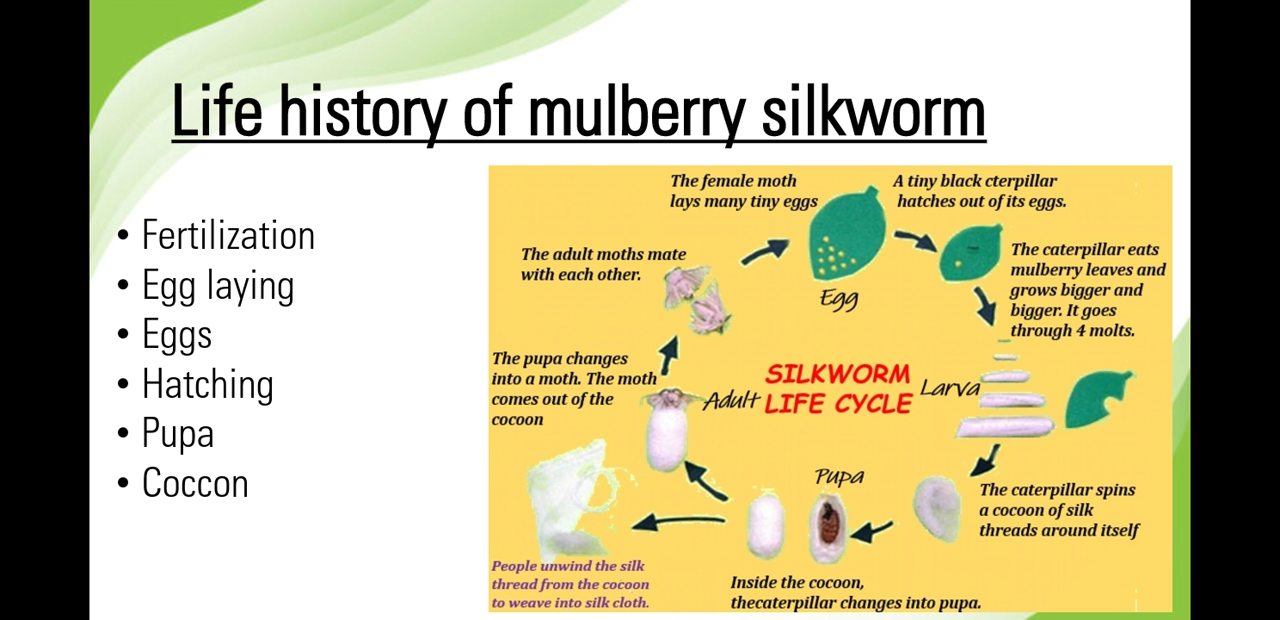 Life history of mulberry silkworm
• Fertilization
• Egg laying
• Eggs
• Hatching
• Pupa
• Coccon
The female moth
lays many tiny eggs
A tiny black cterpillar
hatches out of its eggs.
The adult moths mate
with each other.
Egg
The caterpillar eats
mulberry leaves and
grows bigger and
bigger. It goes
through 4 molts.
The pupa changes
into a moth. The moth
comes out of the
cocoon
Adult
SILKWORM
LIFE CYCLE
Larva
Pupa
The caterpillar spins
a cocoon of silk
threads around itself
People unwind the silk
thread from the cocoon
to weave into silk cloth.
Inside the cocoon,
thecaterpillar changes into pupa.